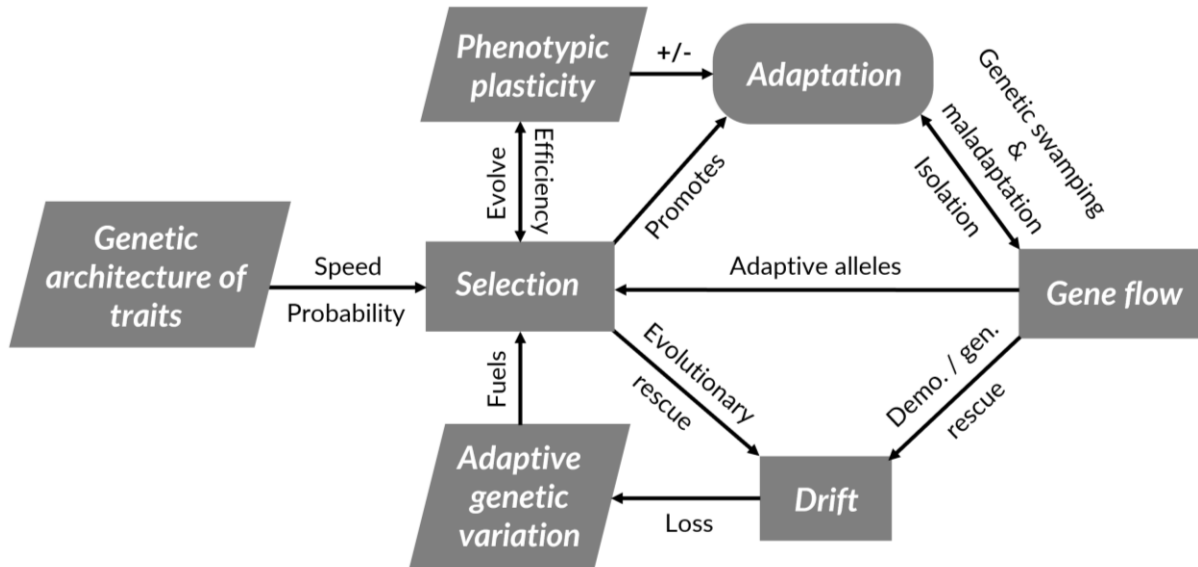 Phenotypic
plasticity
+/-
Adaptation
Genetic swamping
&
maladaptation
Isolation
Evolve
Efficiency
Promotes
Genetic
architecture of
traits
Speed
Probability
Selection
Adaptive alleles
Gene flow
Fuels
Evolutionary
rescue
Demo. / gen.
rescue
Adaptive
genetic
variation
Loss
Drift